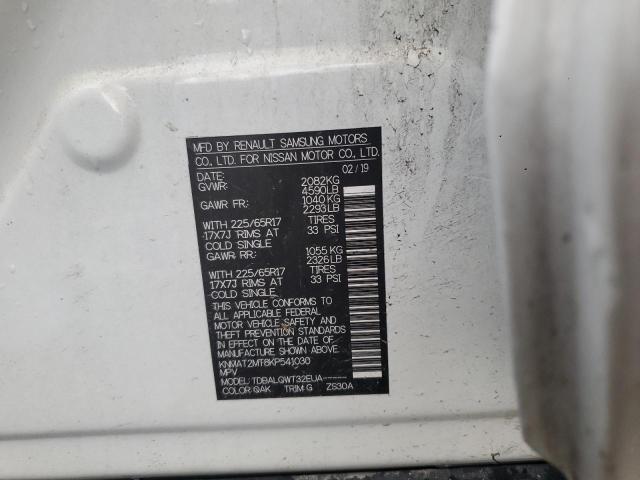 MFD BY RENAULT SAMSUNG MOTORS
CO., LTD. FOR NISSAN MOTOR CO., LTD.
DATE: 02/19
GVWR: 2082KG
4590LB
GAWR FR: 1040KG
2293LB
WITH 225/65R17 TIRES
17X7J RIMS AT 33 PSI
COLD SINGLE
GAWR RR: 1055 KG
2326LB
WITH 225/65R17 TIRES
17X7J RIMS AT 33 PSI
COLD SINGLE
THIS VEHICLE CONFORMS TO
ALL APPLICABLE FEDERAL
MOTOR VEHICLE SAFETY AND
THEFT PREVENTION STANDARDS
IN EFFECT ON THE DATE OF
MANUFACTURE SHOWN ABOVE.
KNMAT2MT8KP541030
MPV
MODEL: TDBALQWT32EUA------
COLOR: QAK TRIM: G ZS30A